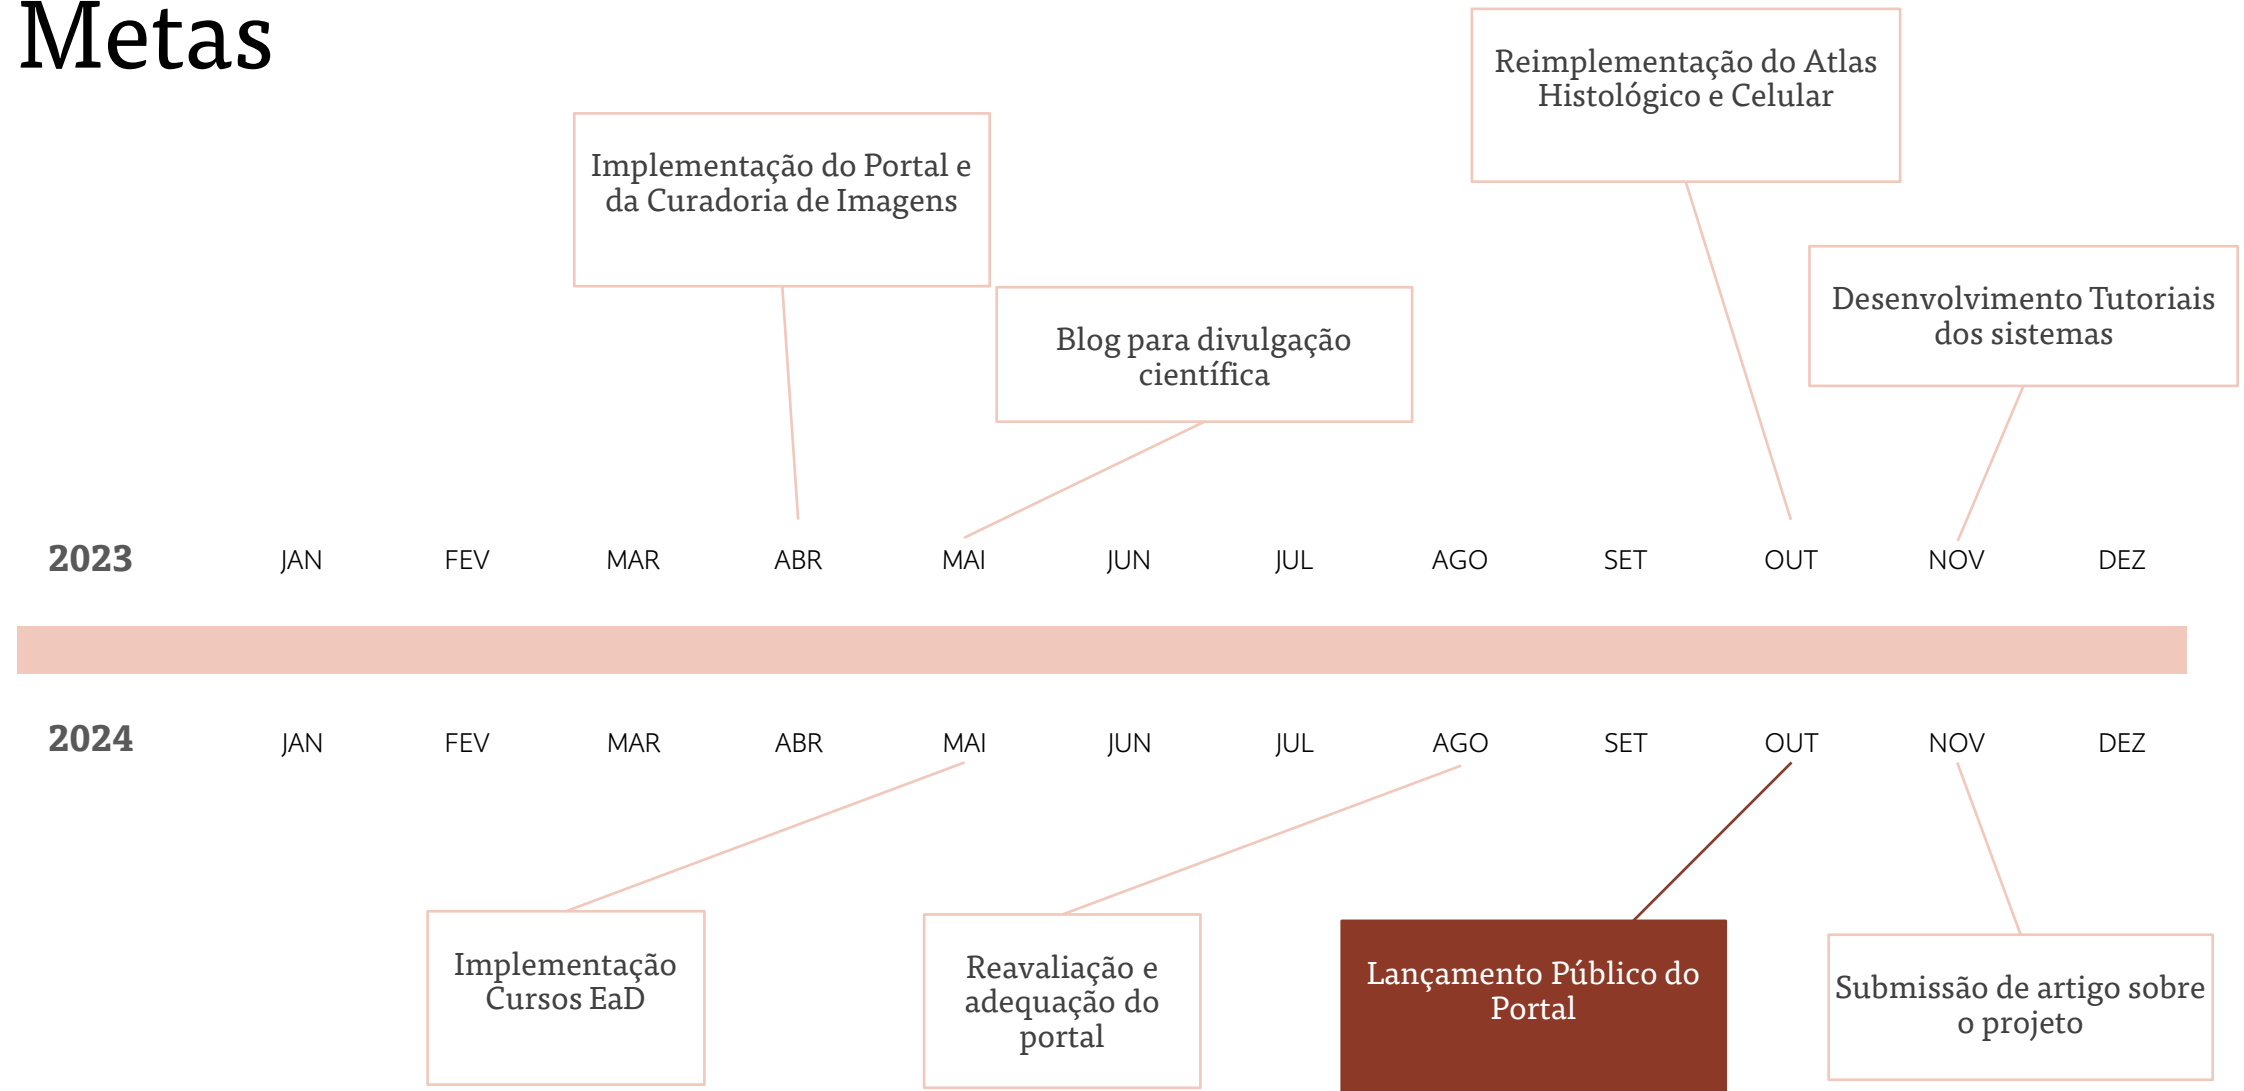 Metas
Reimplementação do Atlas
Histológico e Celular
Implementação do Portal e
da Curadoria de Imagens
Desenvolvimento Tutoriais
dos sistemas
Blog para divulgação
científica
2023 JAN FEV MAR ABR MAI JUN JUL AGO SET OUT NOV DEZ
2024 JAN FEV MAR ABR MAI JUN JUL AGO SET OUT NOV DEZ
Implementação
Cursos EaD
Reavaliação e
adequação do
portal
Lançamento Público do
Portal
Submissão de artigo sobre
o projeto